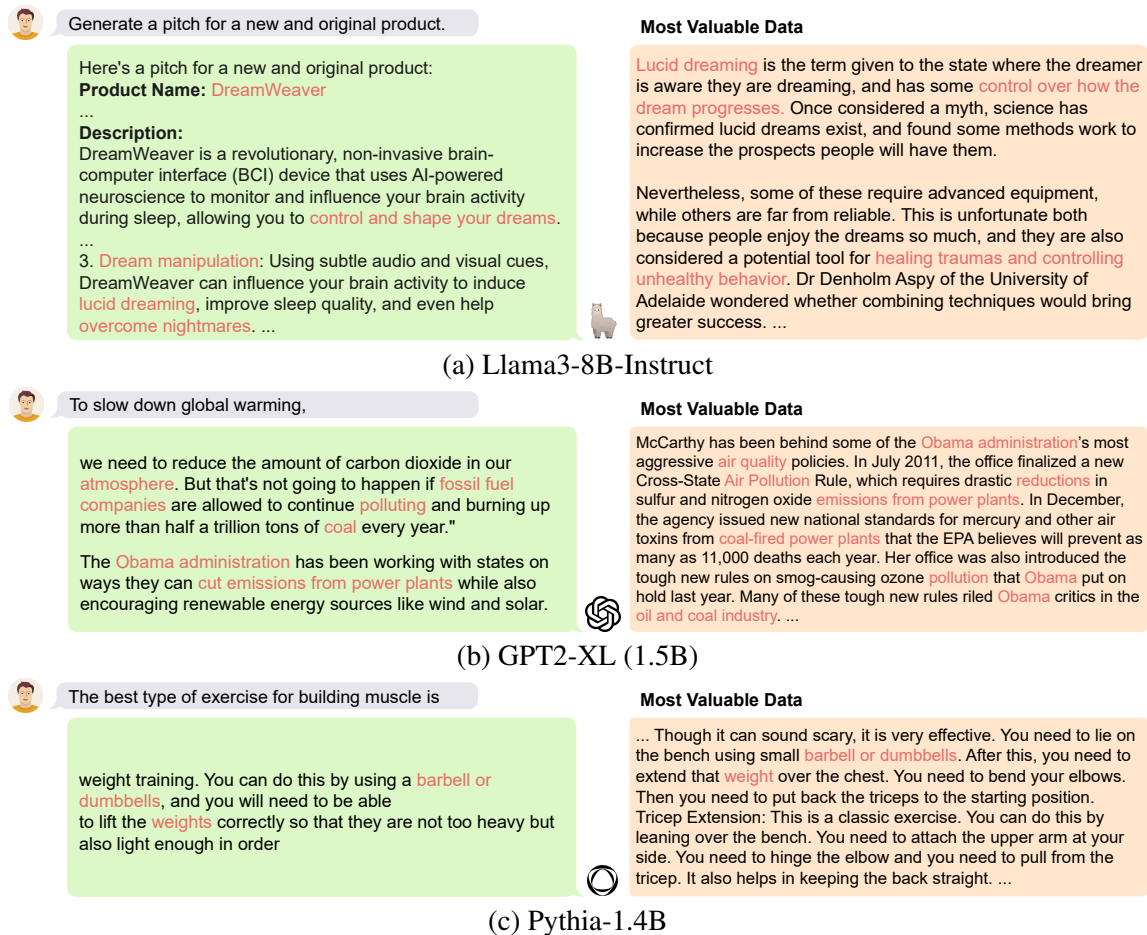 Generate a pitch for a new and original product.
Here's a pitch for a new and original product:
Product Name: DreamWeaver
...
Description:
DreamWeaver is a revolutionary, non-invasive brain-
computer interface (BCI) device that uses AI-powered
neuroscience to monitor and influence your brain activity
during sleep, allowing you to control and shape your dreams.
...
3. Dream manipulation: Using subtle audio and visual cues,
DreamWeaver can influence your brain activity to induce
lucid dreaming, improve sleep quality, and even help
overcome nightmares. ...
Most Valuable Data
Lucid dreaming is the term given to the state where the dreamer
is aware they are dreaming, and has some control over how the
dream progresses. Once considered a myth, science has
confirmed lucid dreams exist, and found some methods work to
increase the prospects people will have them.
Nevertheless, some of these require advanced equipment,
while others are far from reliable. This is unfortunate both
because people enjoy the dreams so much, and they are also
considered a potential tool for healing traumas and controlling
unhealthy behavior. Dr Denholm Aspy of the University of
Adelaide wondered whether combining techniques would bring
greater success. ...
(a) Llama3-8B-Instruct
To slow down global warming,
we need to reduce the amount of carbon dioxide in our
atmosphere. But that's not going to happen if fossil fuel
companies are allowed to continue polluting and burning up
more than half a trillion tons of coal every year."
The Obama administration has been working with states on
ways they can cut emissions from power plants while also
encouraging renewable energy sources like wind and solar.
Most Valuable Data
McCarthy has been behind some of the Obama administration's most
aggressive air quality policies. In July 2011, the office finalized a new
Cross-State Air Pollution Rule, which requires drastic reductions in
sulfur and nitrogen oxide emissions from power plants. In December,
the agency issued new national standards for mercury and other air
toxins from coal-fired power plants that the EPA believes will prevent as
many as 11,000 deaths each year. Her office was also introduced the
tough new rules on smog-causing ozone pollution that Obama put on
hold last year. Many of these tough new rules riled Obama critics in the
oil and coal industry. ...
(b) GPT2-XL (1.5B)
The best type of exercise for building muscle is
weight training. You can do this by using a barbell or
dumbbells, and you will need to be able
to lift the weights correctly so that they are not too heavy but
also light enough in order
Most Valuable Data
... Though it can sound scary, it is very effective. You need to lie on
the bench using small barbell or dumbbells. After this, you need to
extend that weight over the chest. You need to bend your elbows.
Then you need to put back the triceps to the starting position.
Tricep Extension: This is a classic exercise. You can do this by
leaning over the bench. You need to attach the upper arm at your
side. You need to hinge the elbow and you need to pull from the
tricep. It also helps in keeping the back straight. ...
(c) Pythia-1.4B